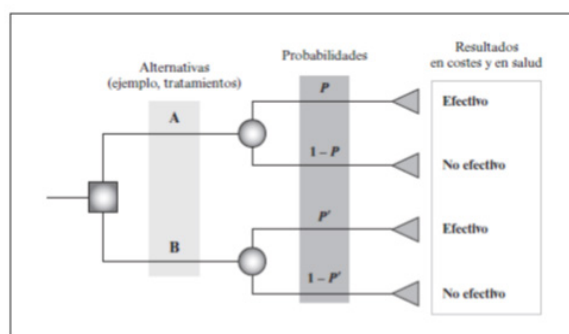 Alternativas
(ejemplo, tratamientos)
Probabilidades
Resultados
en costes y en salud
A
P
Efectivo
1 – P
No efectivo
B
P'
Efectivo
1 – P'
No efectivo